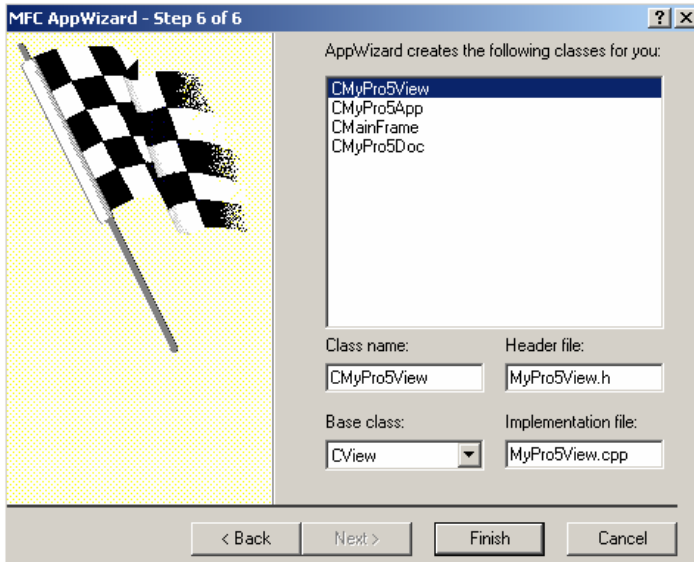 MFC AppWizard - Step 6 of 6
AppWizard creates the following classes for you:
CMyPro5View
CMyPro5App
CMainFrame
CMyPro5Doc
Class name:
Header file:
CMyPro5View
MyPro5View.h
Base class:
Implementation file:
CView
MyPro5View.cpp
< Back
Next >
Finish
Cancel